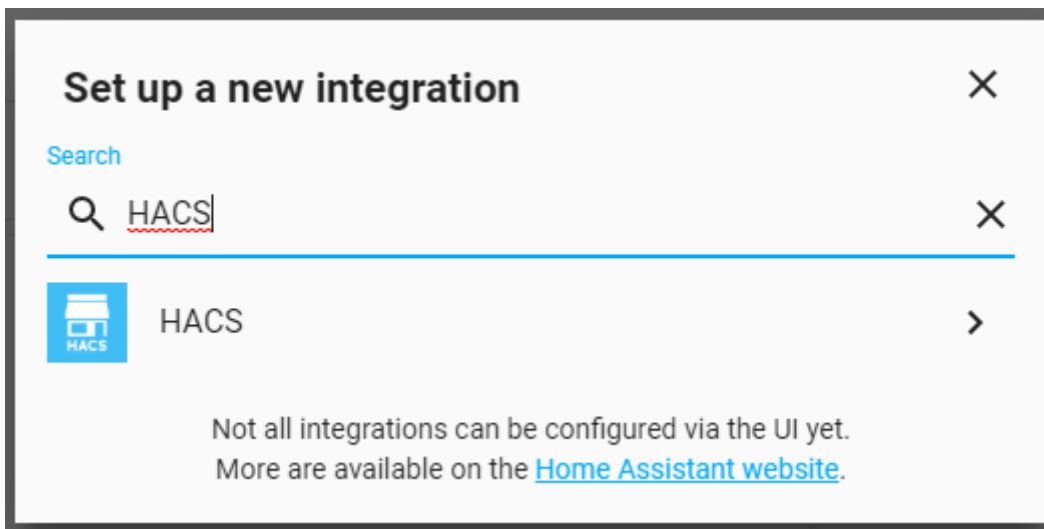 Set up a new integration
Search
HACS
HACS
HACS
Not all integrations can be configured via the UI yet.
More are available on the Home Assistant website.